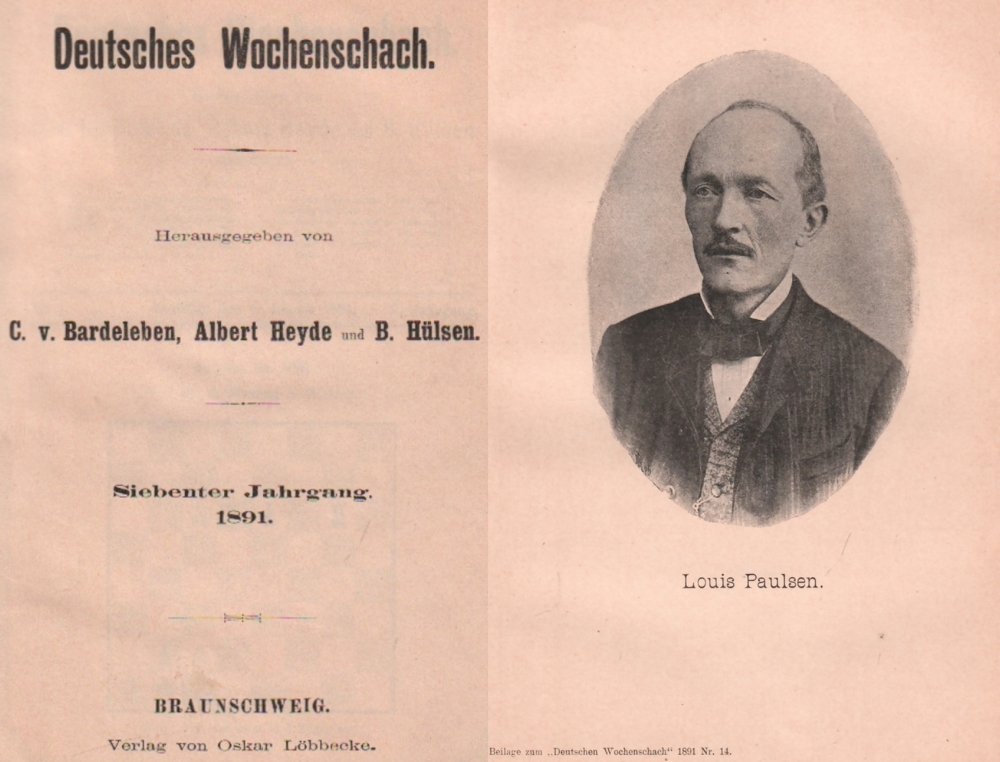 Deutsches Wochenschach.
Herausgegeben von
C. v. Bardeleben, Albert Heyde und B. Hülsen.
Siebenter Jahrgang.
1891.
BRAUNSCHWEIG.
Verlag von Oskar Löbbecke.
Louis Paulsen.
Beilage zum „Deutschen Wochenschach“ 1891 Nr. 14.